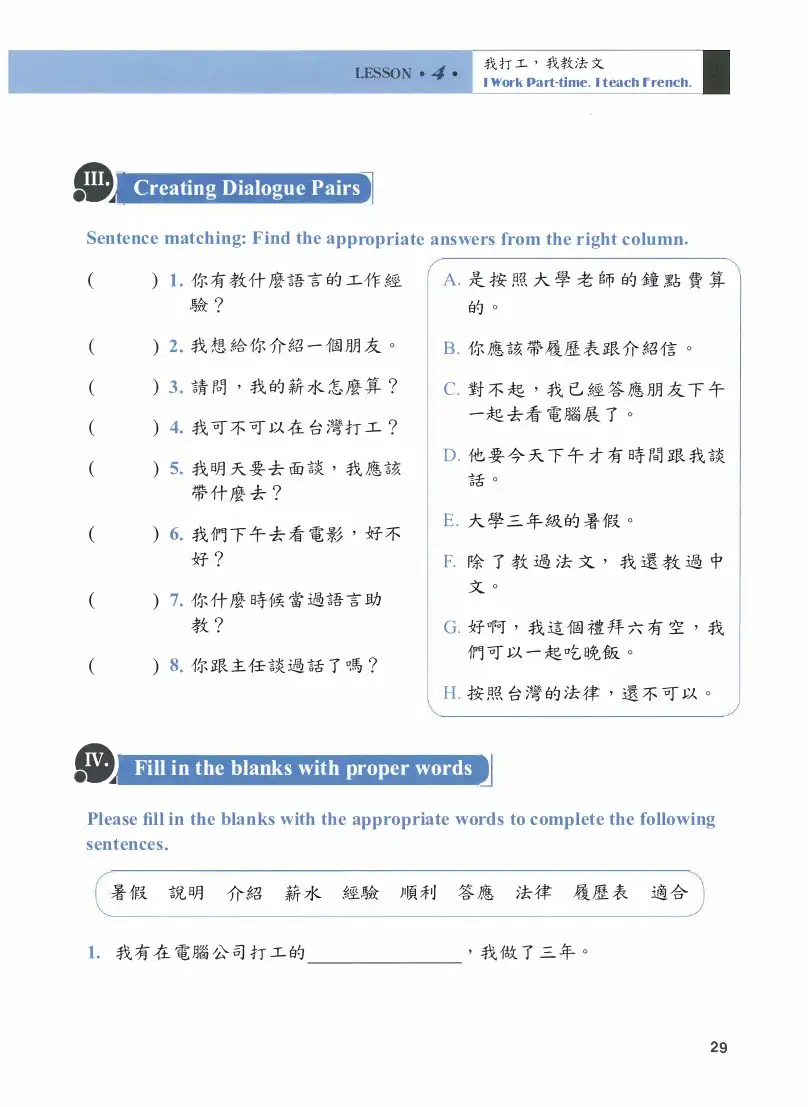 LESSON • 4 •
我打工，我教法文
I Work Part-time. I teach French.
III. Creating Dialogue Pairs
Sentence matching: Find the appropriate answers from the right column.
( ) 1. 你有教什麼語言的工作經
驗？
( ) 2. 我想給你介紹一個朋友。
( ) 3. 請問，我的薪水怎麼算？
( ) 4. 我可不可以在台灣打工？
( ) 5. 我明天要去面談，我應該
帶什麼去？
( ) 6. 我們下午去看電影，好不
好？
( ) 7. 你什麼時候當過語言助
教？
( ) 8. 你跟主任談過話了嗎？
A. 是按照大學老師的鐘點費算
的。
B. 你應該帶履歷表跟介紹信。
C. 對不起，我已經答應朋友下午
一起去看電腦展了。
D. 他要今天下午才有時間跟我談
話。
E. 大學三年級的暑假。
F. 除了教過法文，我還教過中
文。
G. 好啊，我這個禮拜六有空，我
們可以一起吃晚飯。
H. 按照台灣的法律，還不可以。
IV. Fill in the blanks with proper words
Please fill in the blanks with the appropriate words to complete the following
sentences.
暑假 說明 介紹 薪水 經驗 順利 答應 法律 履歷表 適合
1. 我有在電腦公司打工的______________，我做了三年。
29